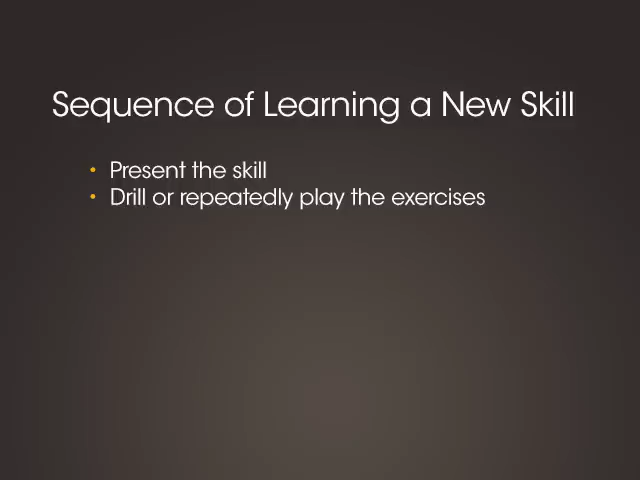 Sequence of Learning a New Skill
• Present the skill
• Drill or repeatedly play the exercises